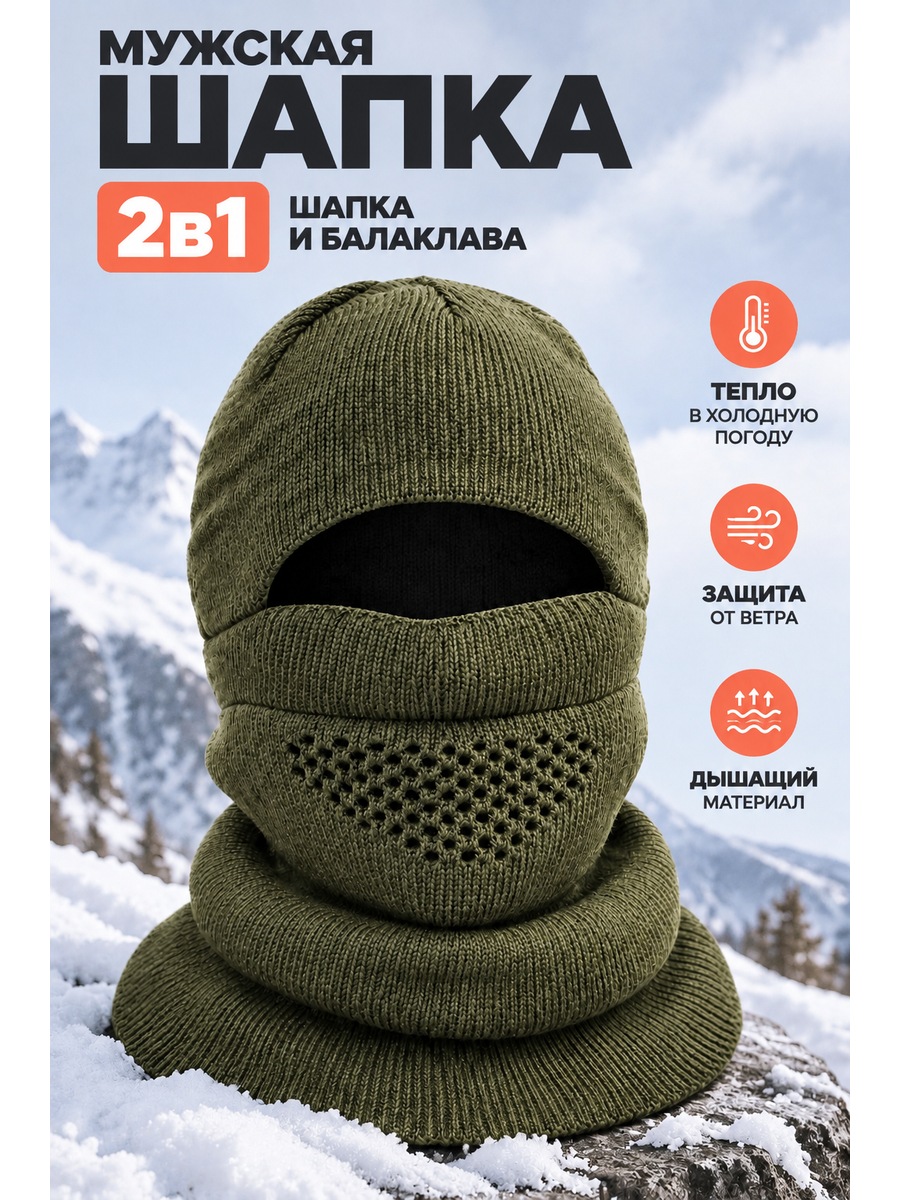 МУЖСКАЯ
ШАПКА
2в1
ШАПКА
И БАЛАКЛАВА
ТЕПЛО
В ХОЛОДНУЮ
ПОГОДУ
ЗАЩИТА
ОТ ВЕТРА
ДЫШАЩИЙ
МАТЕРИАЛ